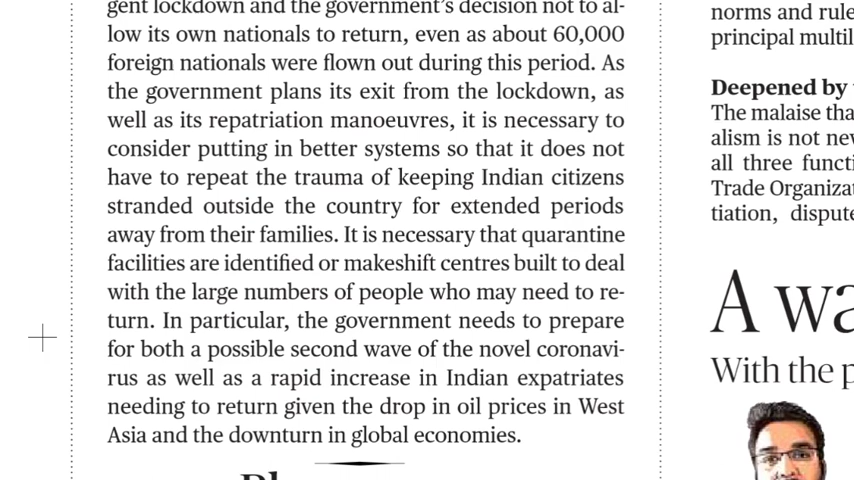 gent lockdown and the government's decision not to al-
low its own nationals to return, even as about 60,000
foreign nationals were flown out during this period. As
the government plans its exit from the lockdown, as
well as its repatriation manoeuvres, it is necessary to
consider putting in better systems so that it does not
have to repeat the trauma of keeping Indian citizens
stranded outside the country for extended periods
away from their families. It is necessary that quarantine
facilities are identified or makeshift centres built to deal
with the large numbers of people who may need to re-
turn. In particular, the government needs to prepare
for both a possible second wave of the novel coronavi-
rus as well as a rapid increase in Indian expatriates
needing to return given the drop in oil prices in West
Asia and the downturn in global economies.
norms and rule
principal multil
Deepened by
The malaise tha
alism is not nev
all three functi
Trade Organizat
tiation, dispute
A wa
With the p